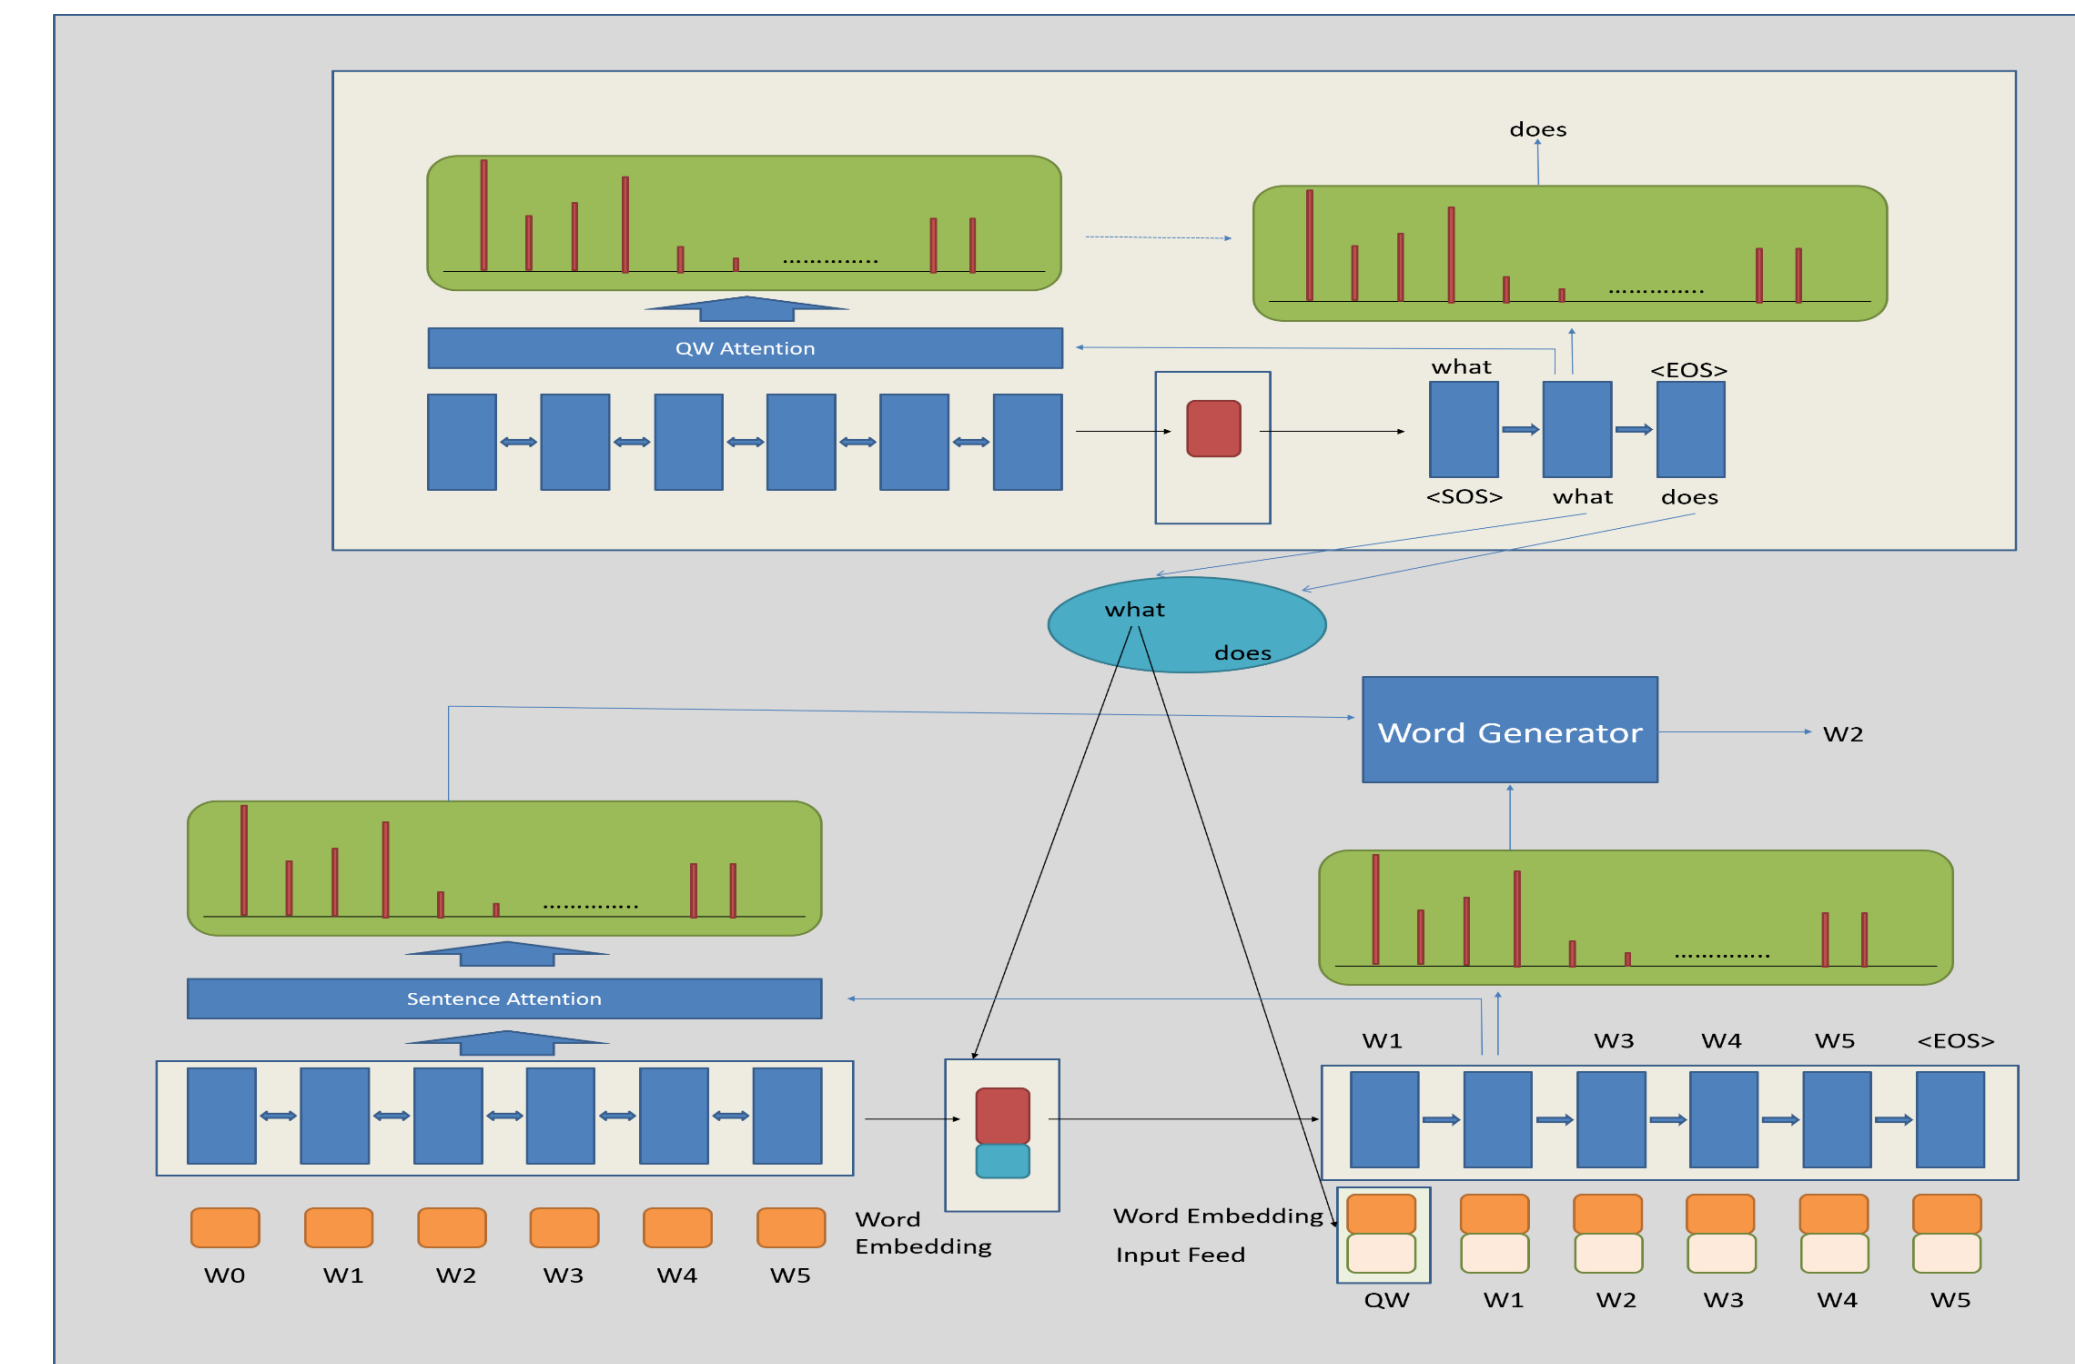 does
QW Attention
what
<EOS>
<SOS>
what
does
what
does
Word Generator
W2
Sentence Attention
W1
W3
W4
W5
<EOS>
Word
Embedding
Word Embedding
Input Feed
W0
W1
W2
W3
W4
W5
QW
W1
W2
W3
W4
W5